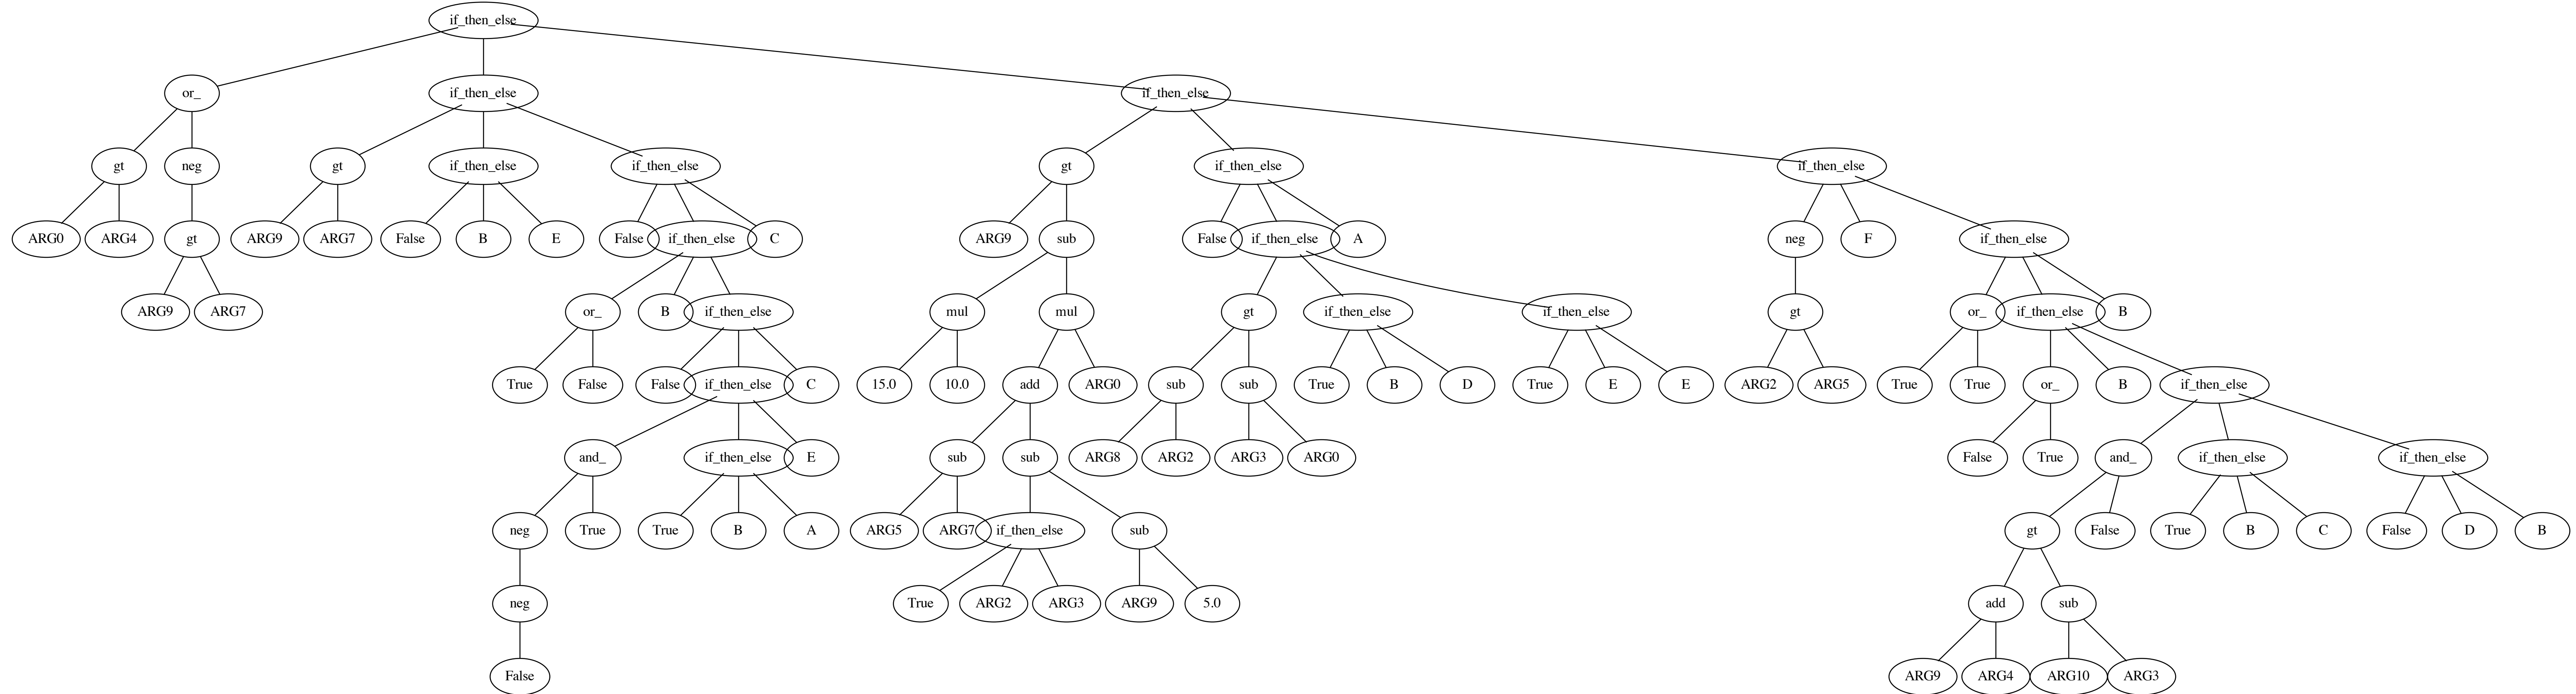 if_then_else
or_ if_then_else if_then_else
gt neg gt if_then_else if_then_else gt if_then_else if_then_else
ARG0 ARG4 gt ARG9 ARG7 False B E False if_then_else C ARG9 sub False if_then_else A neg F if_then_else
ARG9 ARG7 or_ B if_then_else mul mul gt if_then_else if_then_else gt or_ if_then_else B
True False False if_then_else C 15.0 10.0 add ARG0 sub sub True B D True E E ARG2 ARG5 True True or_ B if_then_else
and_ if_then_else E sub sub ARG8 ARG2 ARG3 ARG0 False True and_ if_then_else if_then_else
neg True True B A ARG5 ARG7 if_then_else sub gt False True B C False D B
neg True ARG2 ARG3 ARG9 5.0 add sub
False ARG9 ARG4 ARG10 ARG3